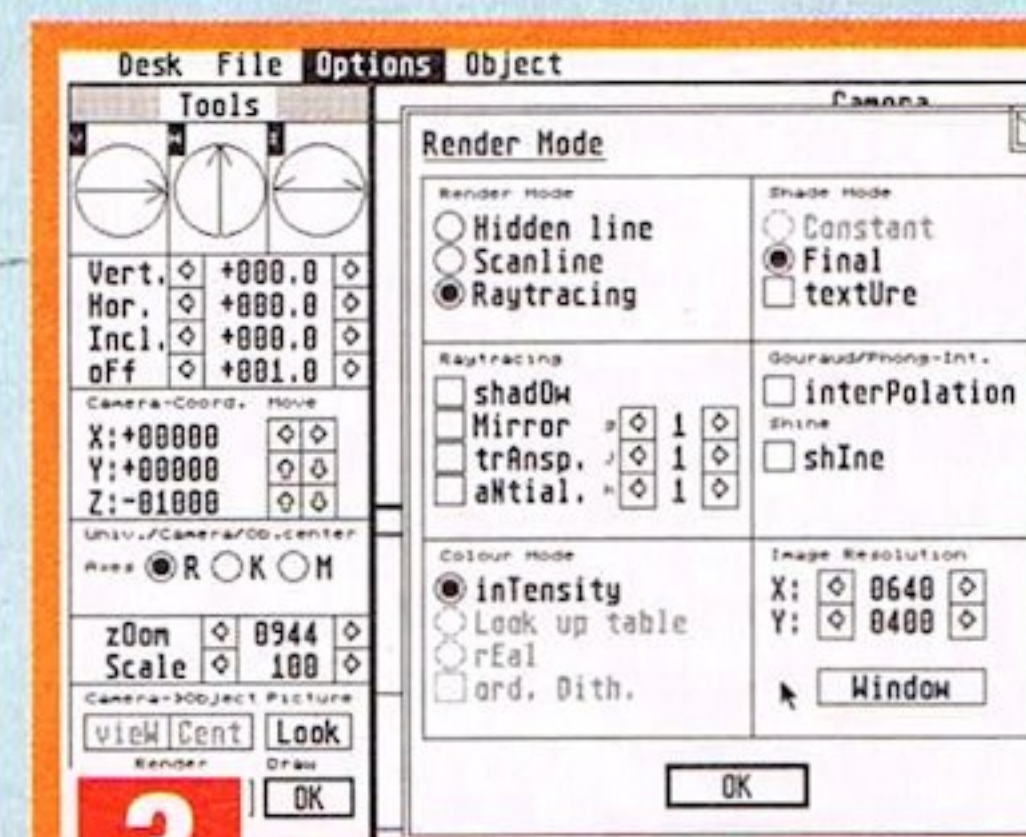 Desk File Options Object
Tools
Camera
Vert. +000.0
Hor. +000.0
Incl. +000.0
oFf +001.0
Camera-Coord. Move
X:+00000
Y:+00000
Z:-01000
Univ./Camera/Ob.center
Axes R K M
zOom 0944
Scale 100
Camera->Object Picture
vieW Cent Look
Render Draw
OK
2
Render Mode
Render Mode
Hidden line
Scanline
Raytracing
Shade Mode
Constant
Final
textUre
Raytracing
shadOw
Mirror 1
trAnsp. 1
aNtial. 1
Gouraud/Phong-Int.
interPolation
Shine
shIne
Colour Mode
inTensity
Look up table
rEal
ord. Dith.
Image Resolution
X: 0640
Y: 0400
Window
OK